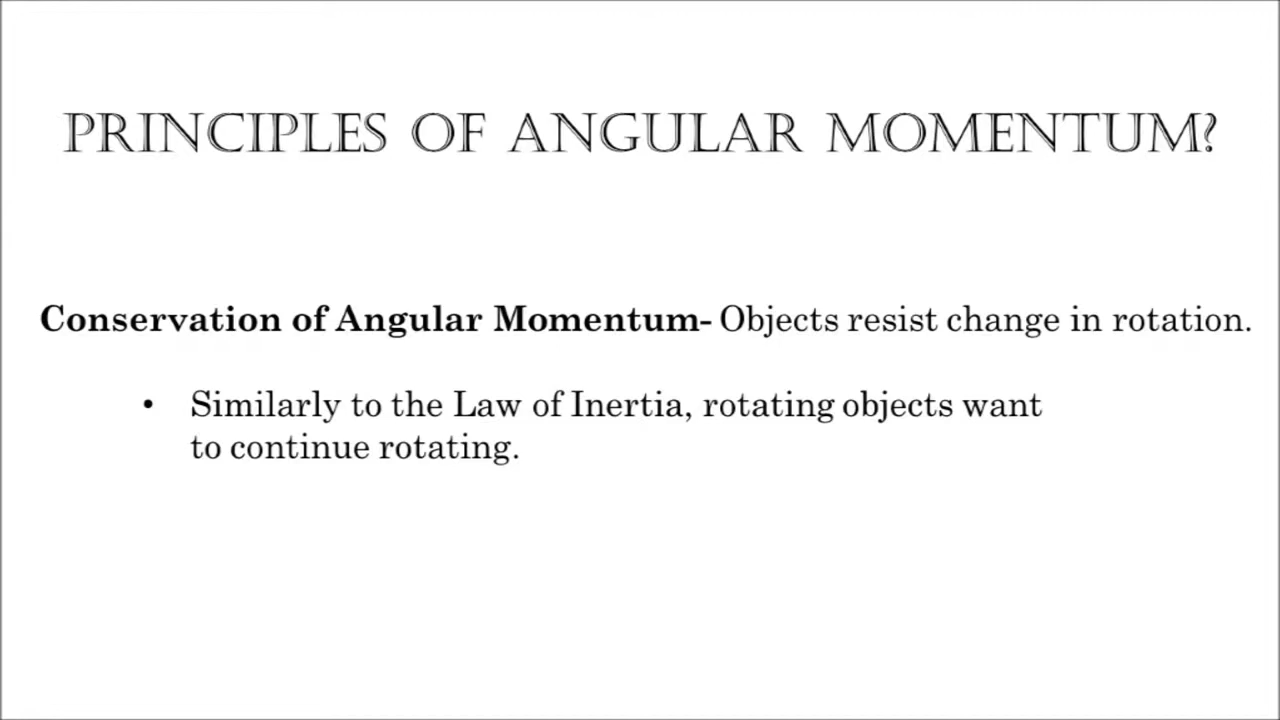 PRINCIPLES OF ANGULAR MOMENTUM?
Conservation of Angular Momentum- Objects resist change in rotation.
• Similarly to the Law of Inertia, rotating objects want
to continue rotating.